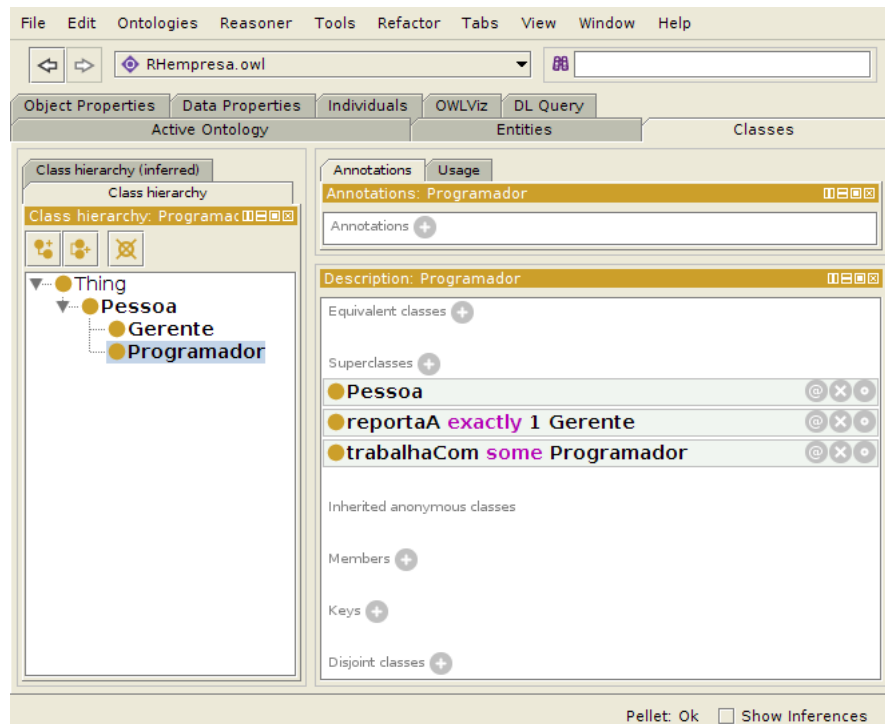 File Edit Ontologies Reasoner Tools Refactor Tabs View Window Help
RHempresa.owl
Object Properties Data Properties Individuals OWLViz DL Query
Active Ontology Entities Classes
Class hierarchy (inferred)
Class hierarchy
Class hierarchy: Programac
Thing
Pessoa
Gerente
Programador
Annotations Usage
Annotations: Programador
Annotations
Description: Programador
Equivalent classes
Superclasses
Pessoa
reportaA exactly 1 Gerente
trabalhaCom some Programador
Inherited anonymous classes
Members
Keys
Disjoint classes
Pellet: Ok Show Inferences